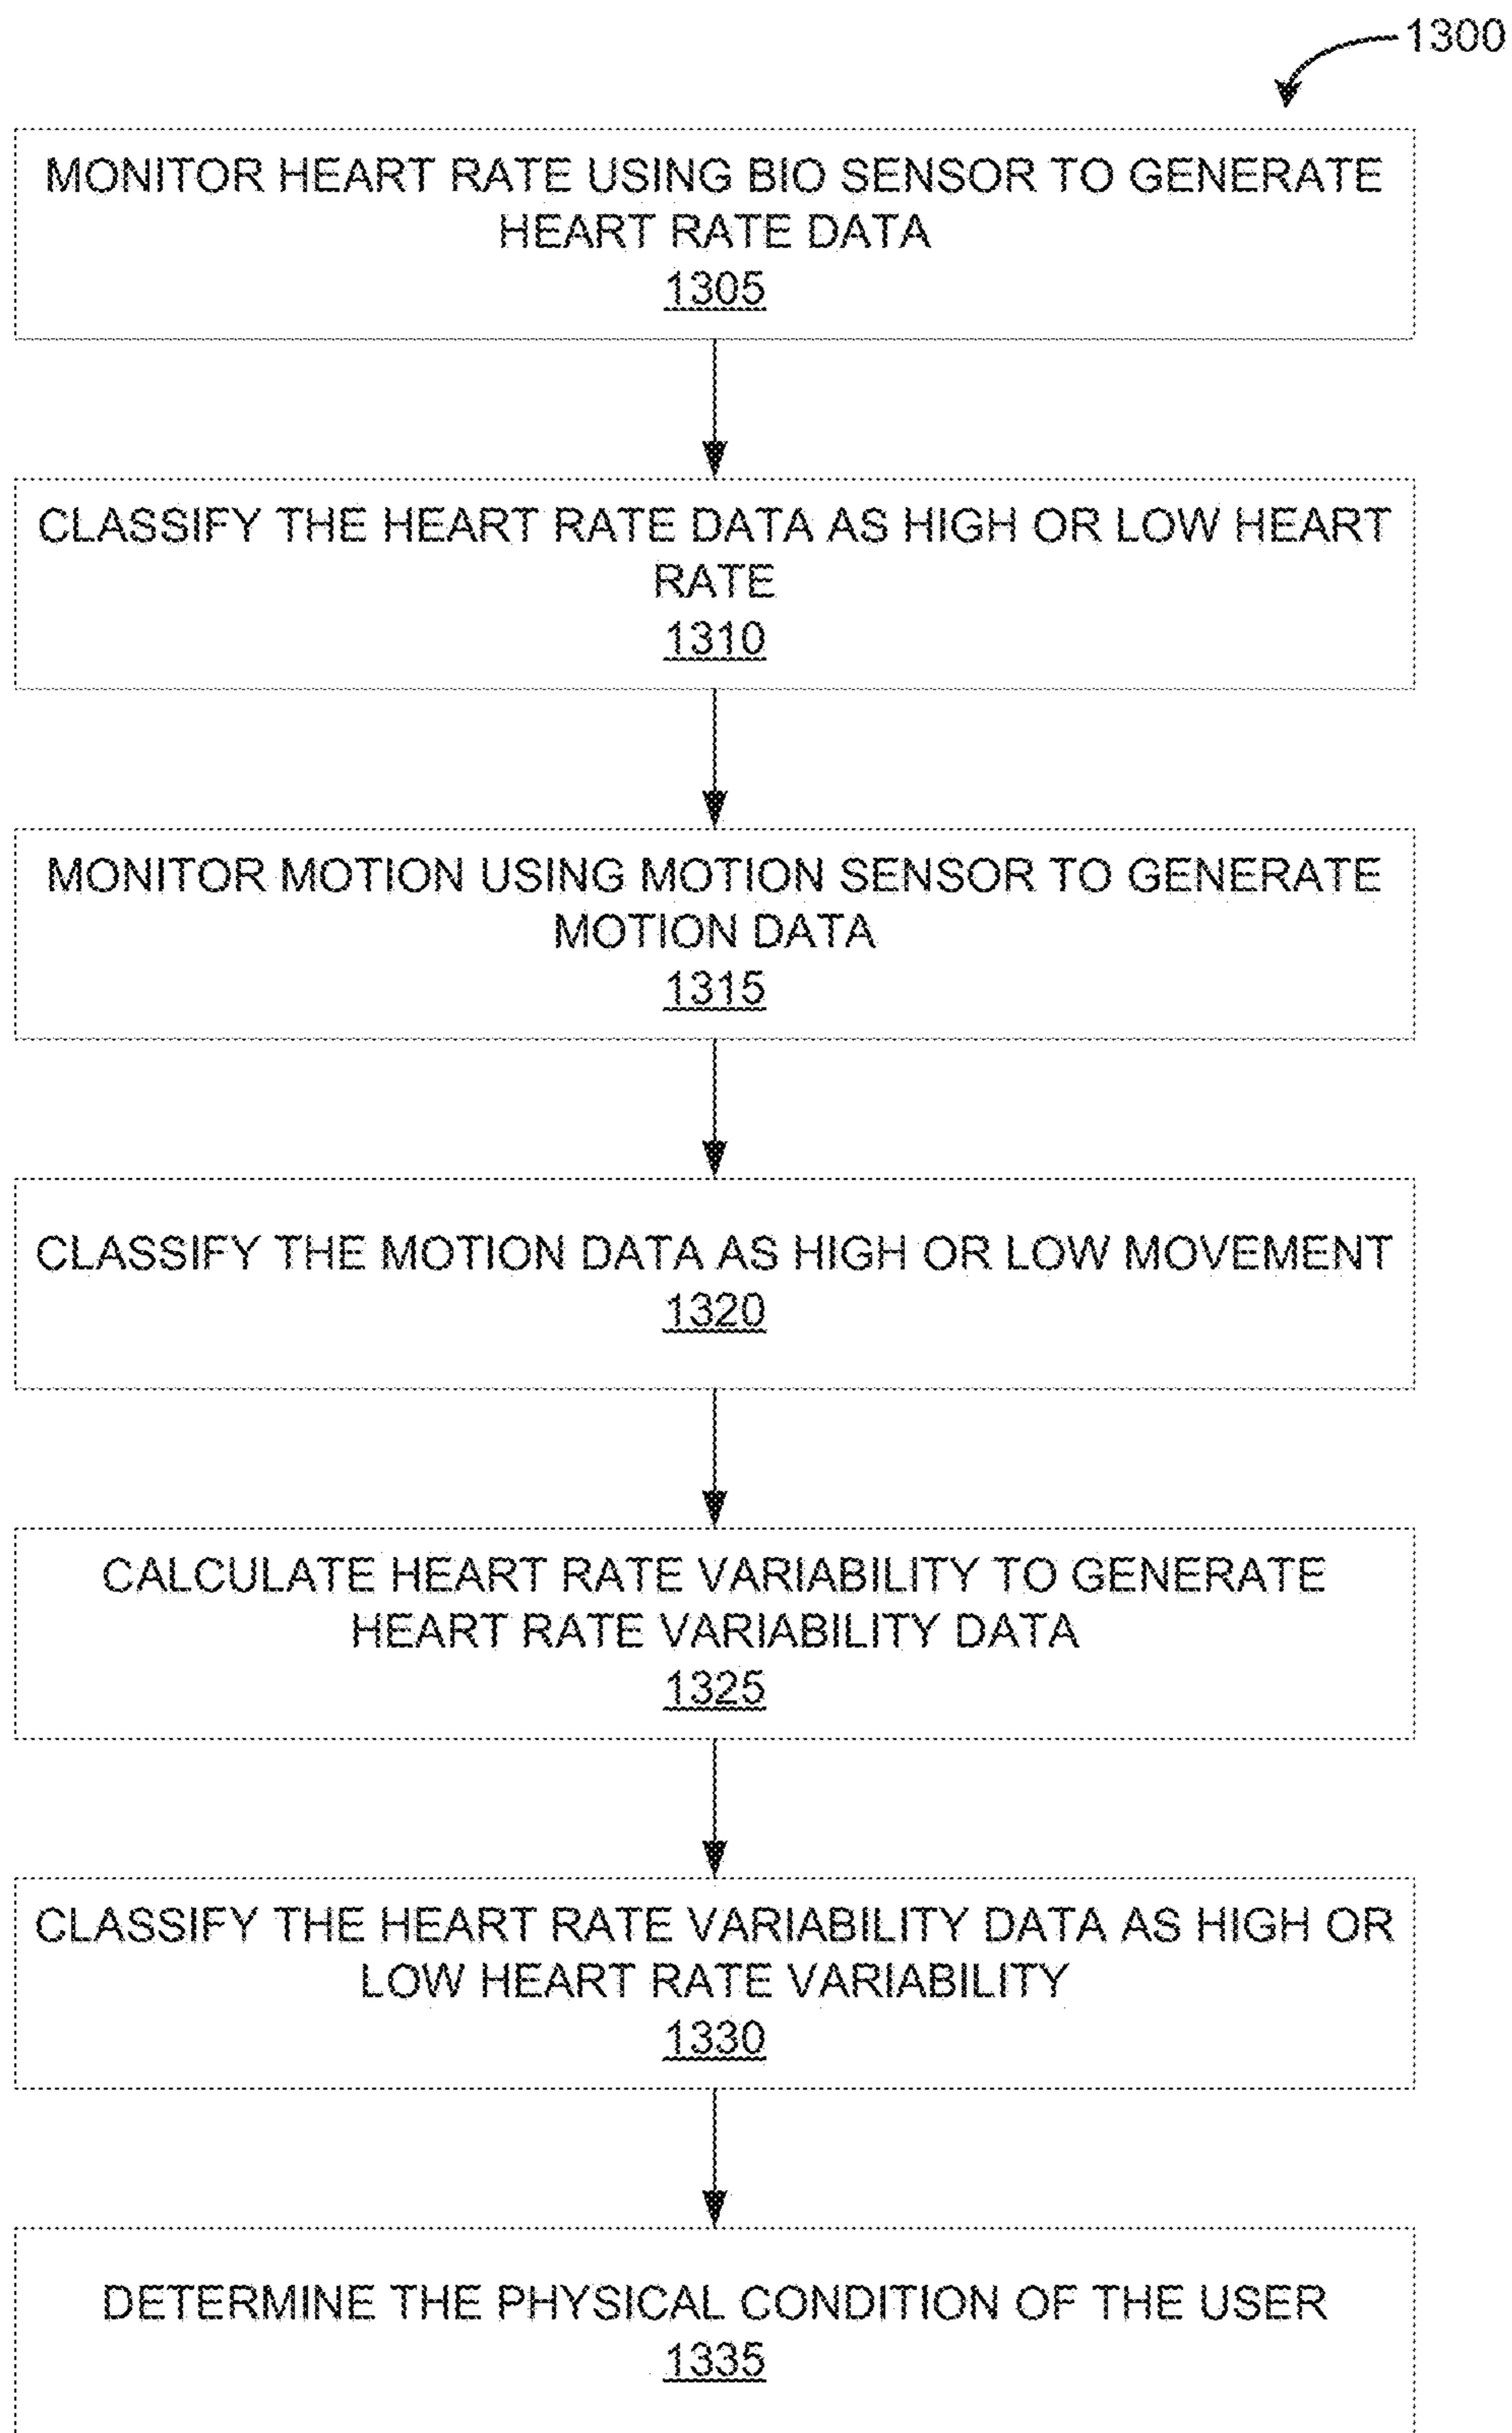 1300
MONITOR HEART RATE USING BIO SENSOR TO GENERATE
HEART RATE DATA
1305
CLASSIFY THE HEART RATE DATA AS HIGH OR LOW HEART
RATE
1310
MONITOR MOTION USING MOTION SENSOR TO GENERATE
MOTION DATA
1315
CLASSIFY THE MOTION DATA AS HIGH OR LOW MOVEMENT
1320
CALCULATE HEART RATE VARIABILITY TO GENERATE
HEART RATE VARIABILITY DATA
1325
CLASSIFY THE HEART RATE VARIABILITY DATA AS HIGH OR
LOW HEART RATE VARIABILITY
1330
DETERMINE THE PHYSICAL CONDITION OF THE USER
1335